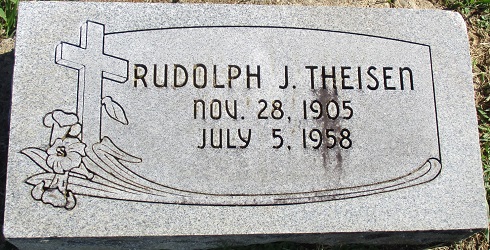 RUDOLPH J. THEISEN
NOV. 28, 1905
JULY 5, 1958